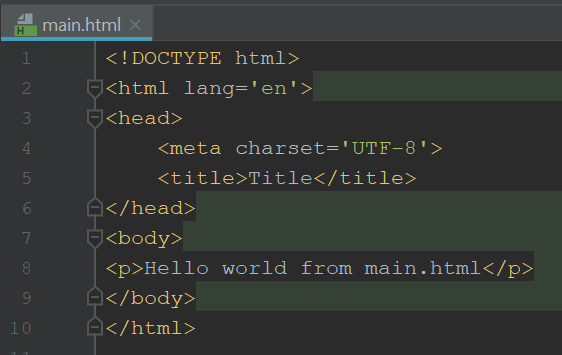 main.html
1 <!DOCTYPE html>
2 <html lang='en'>
3 <head>
4     <meta charset='UTF-8'>
5     <title>Title</title>
6 </head>
7 <body>
8 <p>Hello world from main.html</p>
9 </body>
10 </html>